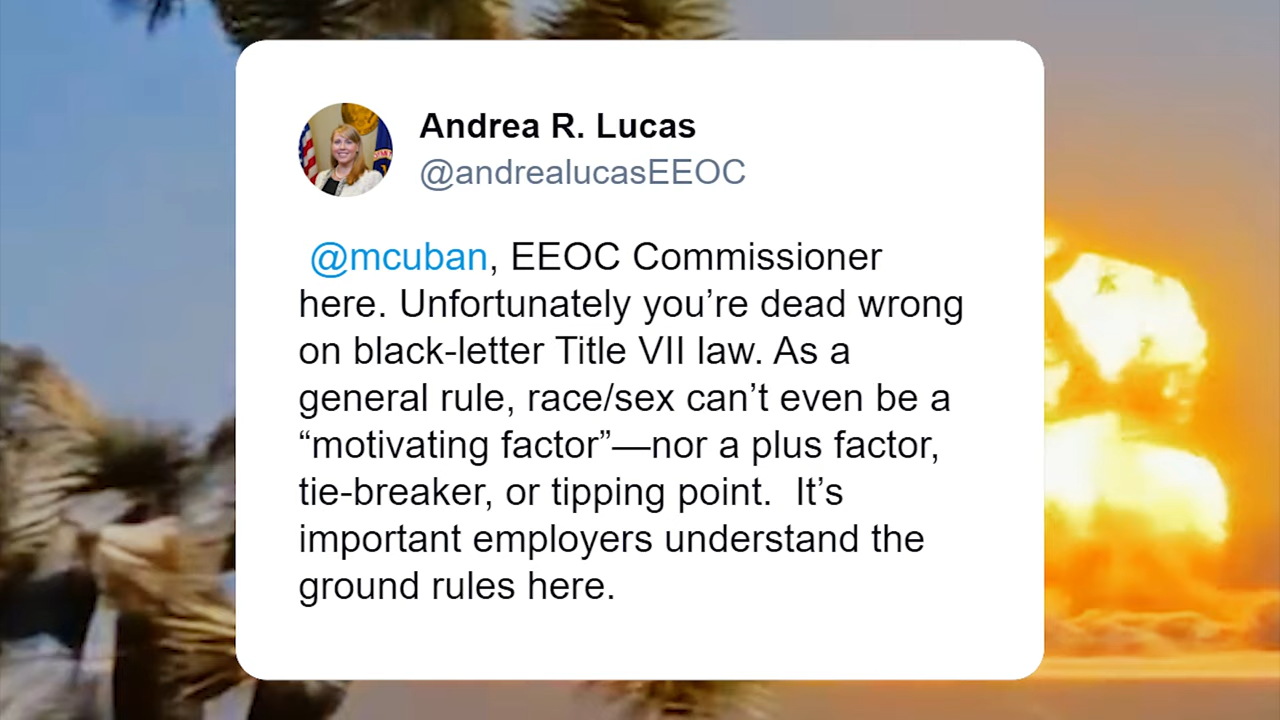 Andrea R. Lucas
@andrealucasEEOC
@mcuban, EEOC Commissioner
here. Unfortunately you’re dead wrong
on black-letter Title VII law. As a
general rule, race/sex can’t even be a
“motivating factor”—nor a plus factor,
tie-breaker, or tipping point.  It’s
important employers understand the
ground rules here.